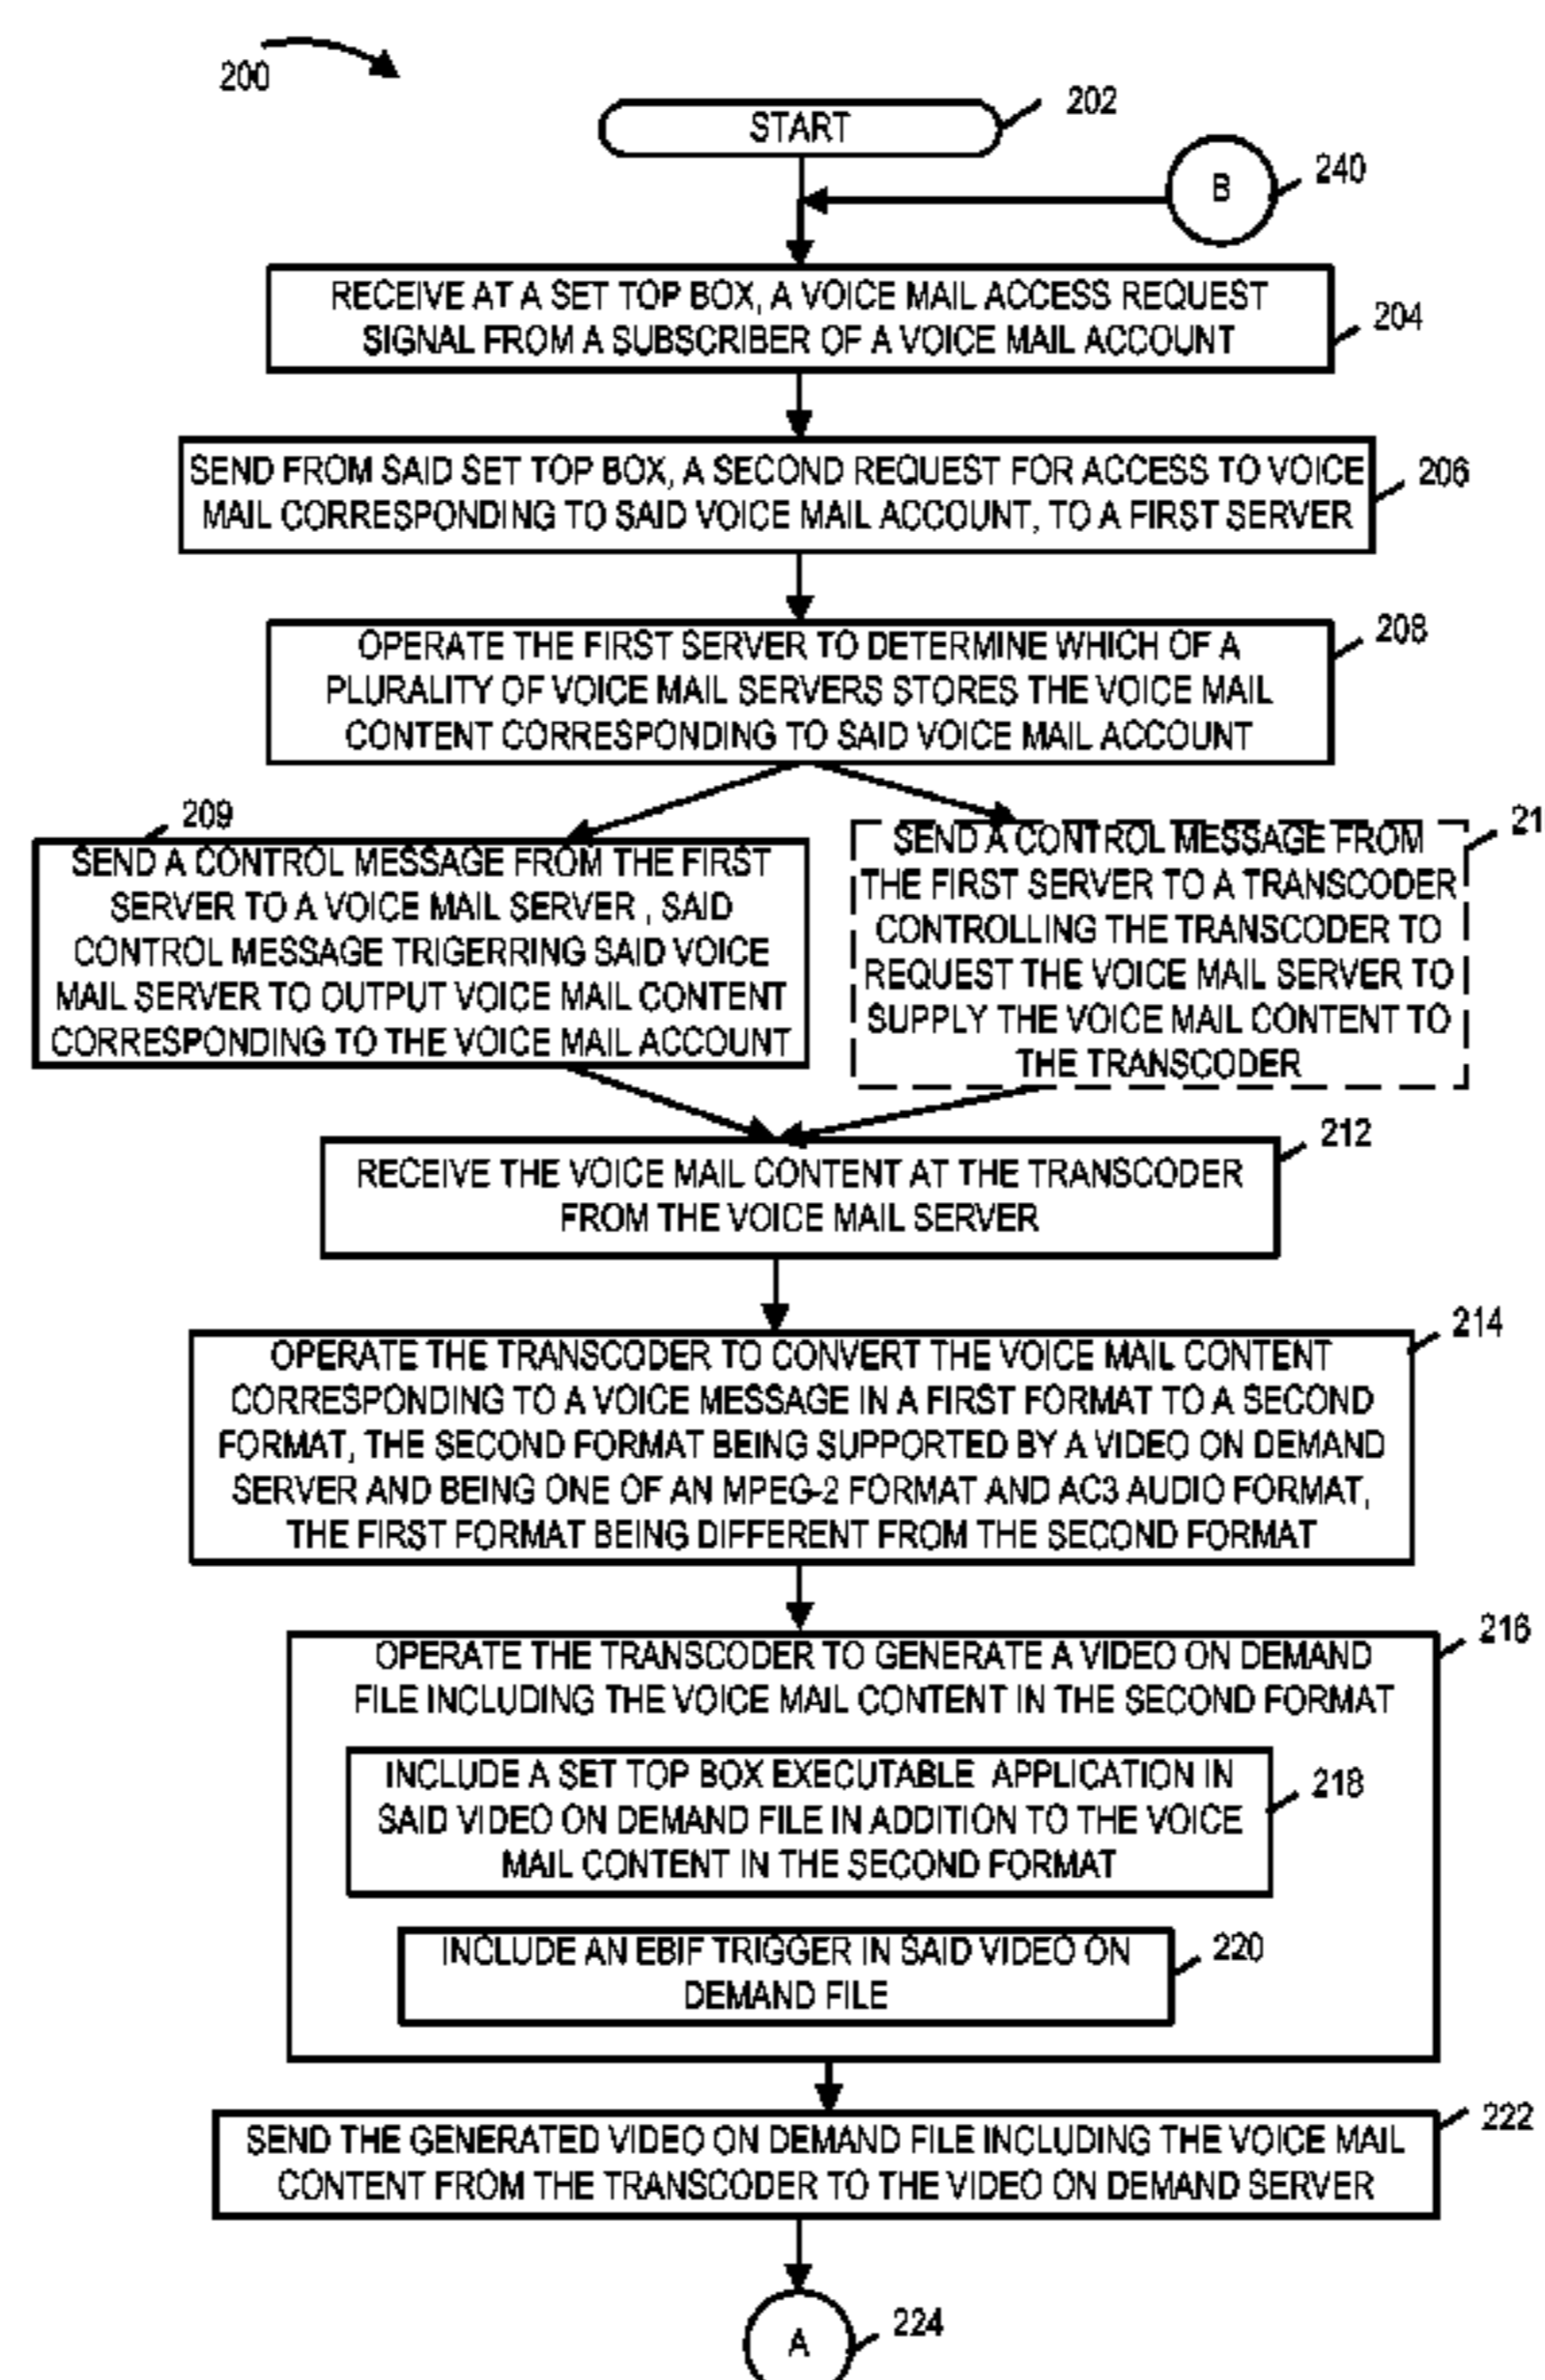 200
START
202
B
240
RECEIVE AT A SET TOP BOX, A VOICE MAIL ACCESS REQUEST
SIGNAL FROM A SUBSCRIBER OF A VOICE MAIL ACCOUNT
204
SEND FROM SAID SET TOP BOX, A SECOND REQUEST FOR ACCESS TO VOICE
MAIL CORRESPONDING TO SAID VOICE MAIL ACCOUNT, TO A FIRST SERVER
206
OPERATE THE FIRST SERVER TO DETERMINE WHICH OF A
PLURALITY OF VOICE MAIL SERVERS STORES THE VOICE MAIL
CONTENT CORRESPONDING TO SAID VOICE MAIL ACCOUNT
208
209
SEND A CONTROL MESSAGE FROM THE FIRST
SERVER TO A VOICE MAIL SERVER , SAID
CONTROL MESSAGE TRIGERRING SAID VOICE
MAIL SERVER TO OUTPUT VOICE MAIL CONTENT
CORRESPONDING TO THE VOICE MAIL ACCOUNT
21
SEND A CONTROL MESSAGE FROM
THE FIRST SERVER TO A TRANSCODER
CONTROLLING THE TRANSCODER TO
REQUEST THE VOICE MAIL SERVER TO
SUPPLY THE VOICE MAIL CONTENT TO
THE TRANSCODER
212
RECEIVE THE VOICE MAIL CONTENT AT THE TRANSCODER
FROM THE VOICE MAIL SERVER
214
OPERATE THE TRANSCODER TO CONVERT THE VOICE MAIL CONTENT
CORRESPONDING TO A VOICE MESSAGE IN A FIRST FORMAT TO A SECOND
FORMAT, THE SECOND FORMAT BEING SUPPORTED BY A VIDEO ON DEMAND
SERVER AND BEING ONE OF AN MPEG-2 FORMAT AND AC3 AUDIO FORMAT,
THE FIRST FORMAT BEING DIFFERENT FROM THE SECOND FORMAT
216
OPERATE THE TRANSCODER TO GENERATE A VIDEO ON DEMAND
FILE INCLUDING THE VOICE MAIL CONTENT IN THE SECOND FORMAT
INCLUDE A SET TOP BOX EXECUTABLE APPLICATION IN
SAID VIDEO ON DEMAND FILE IN ADDITION TO THE VOICE
MAIL CONTENT IN THE SECOND FORMAT
218
INCLUDE AN EBIF TRIGGER IN SAID VIDEO ON
DEMAND FILE
220
SEND THE GENERATED VIDEO ON DEMAND FILE INCLUDING THE VOICE MAIL
CONTENT FROM THE TRANSCODER TO THE VIDEO ON DEMAND SERVER
222
A
224